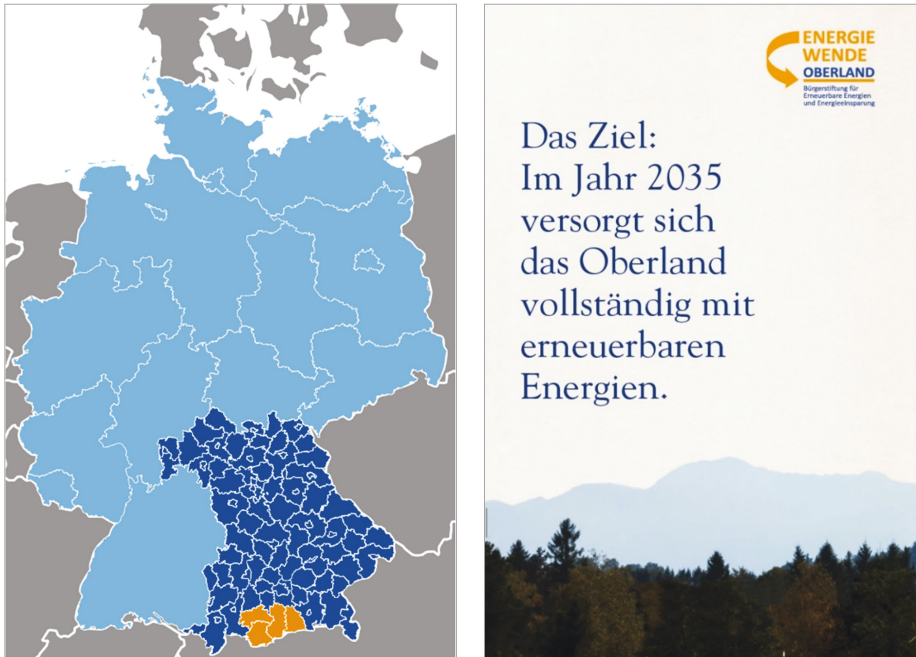 ENERGIE
WENDE
OBERLAND
Bürgerstiftung für
Erneuerbare Energien
und Energieeinsparung
Das Ziel:
Im Jahr 2035
versorgt sich
das Oberland
vollständig mit
erneuerbaren
Energien.